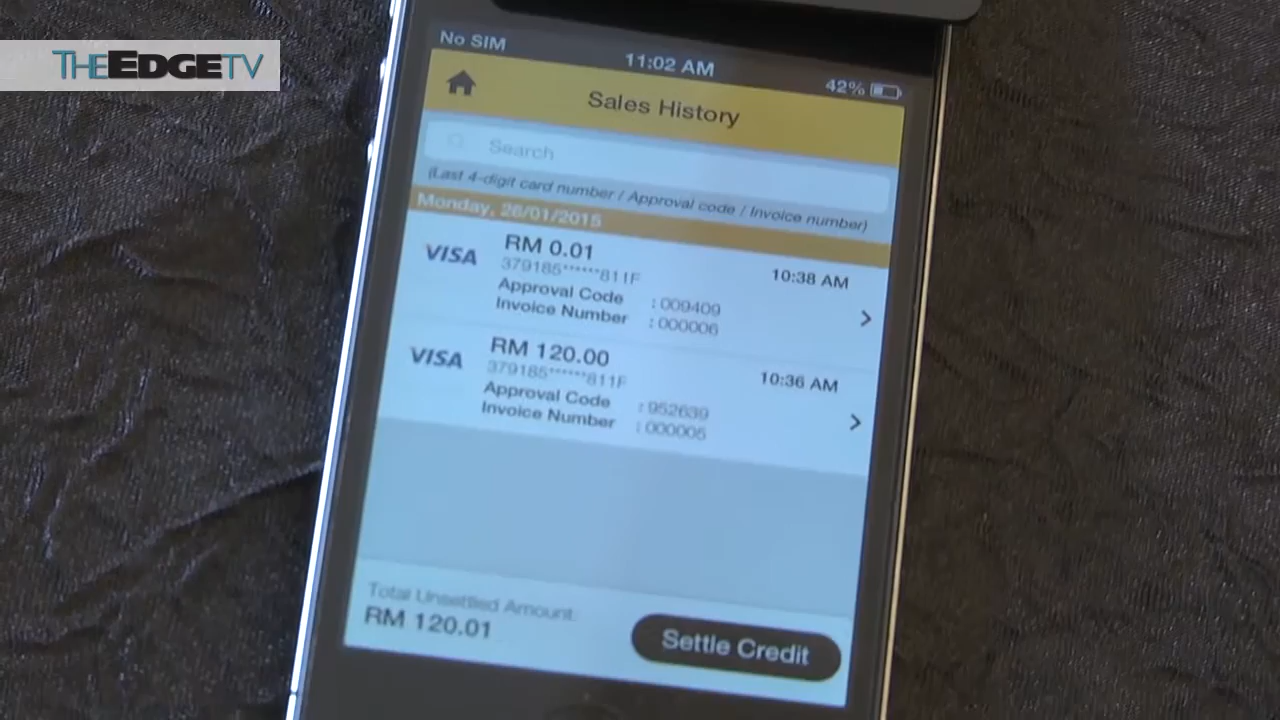 THEEDGETV
No SIM
11:02 AM
42%
Sales History
Search
(Last 4-digit card number / Approval code / Invoice number)
Monday, 26/01/2015
VISA
RM 0.01
10:38 AM
379185******811F
Approval Code : 009409
Invoice Number : 000006
VISA
RM 120.00
10:36 AM
379185******811F
Approval Code : 952639
Invoice Number : 000005
Total Unsettled Amount:
RM 120.01
Settle Credit